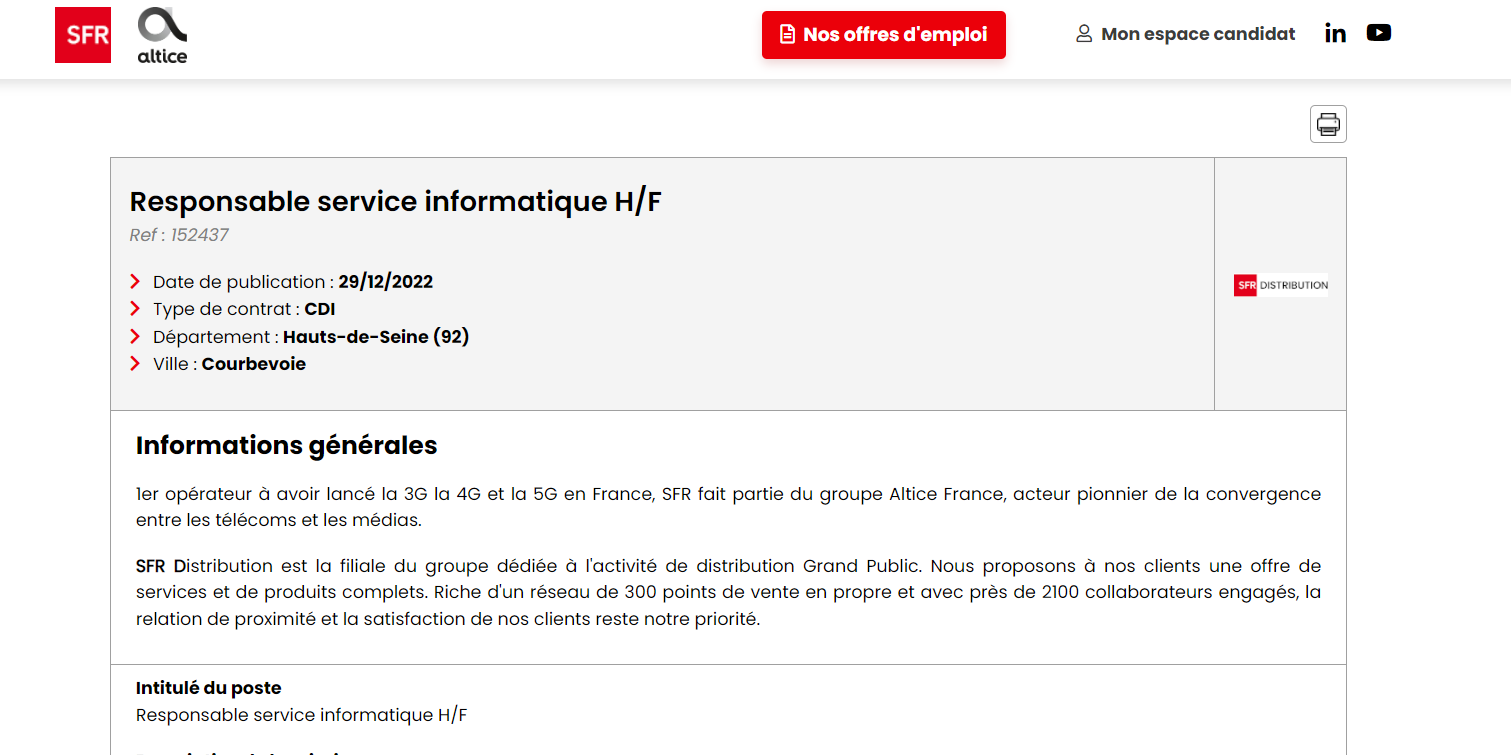 SFR
altice
Nos offres d'emploi
Mon espace candidat
in
Responsable service informatique H/F
Ref : 152437
Date de publication : 29/12/2022
Type de contrat : CDI
Département : Hauts-de-Seine (92)
Ville : Courbevoie
SFR DISTRIBUTION
Informations générales
1er opérateur à avoir lancé la 3G la 4G et la 5G en France, SFR fait partie du groupe Altice France, acteur pionnier de la convergence
entre les télécoms et les médias.
SFR Distribution est la filiale du groupe dédiée à l'activité de distribution Grand Public. Nous proposons à nos clients une offre de
services et de produits complets. Riche d'un réseau de 300 points de vente en propre et avec près de 2100 collaborateurs engagés, la
relation de proximité et la satisfaction de nos clients reste notre priorité.
Intitulé du poste
Responsable service informatique H/F